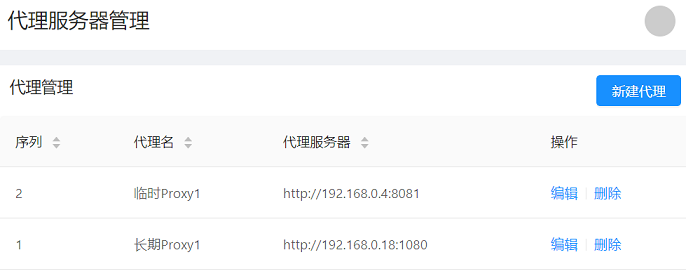 代理服务器管理
代理管理
新建代理
序列 代理名 代理服务器 操作
2 临时Proxy1 http://192.168.0.4:8081 编辑 删除
1 长期Proxy1 http://192.168.0.18:1080 编辑 删除